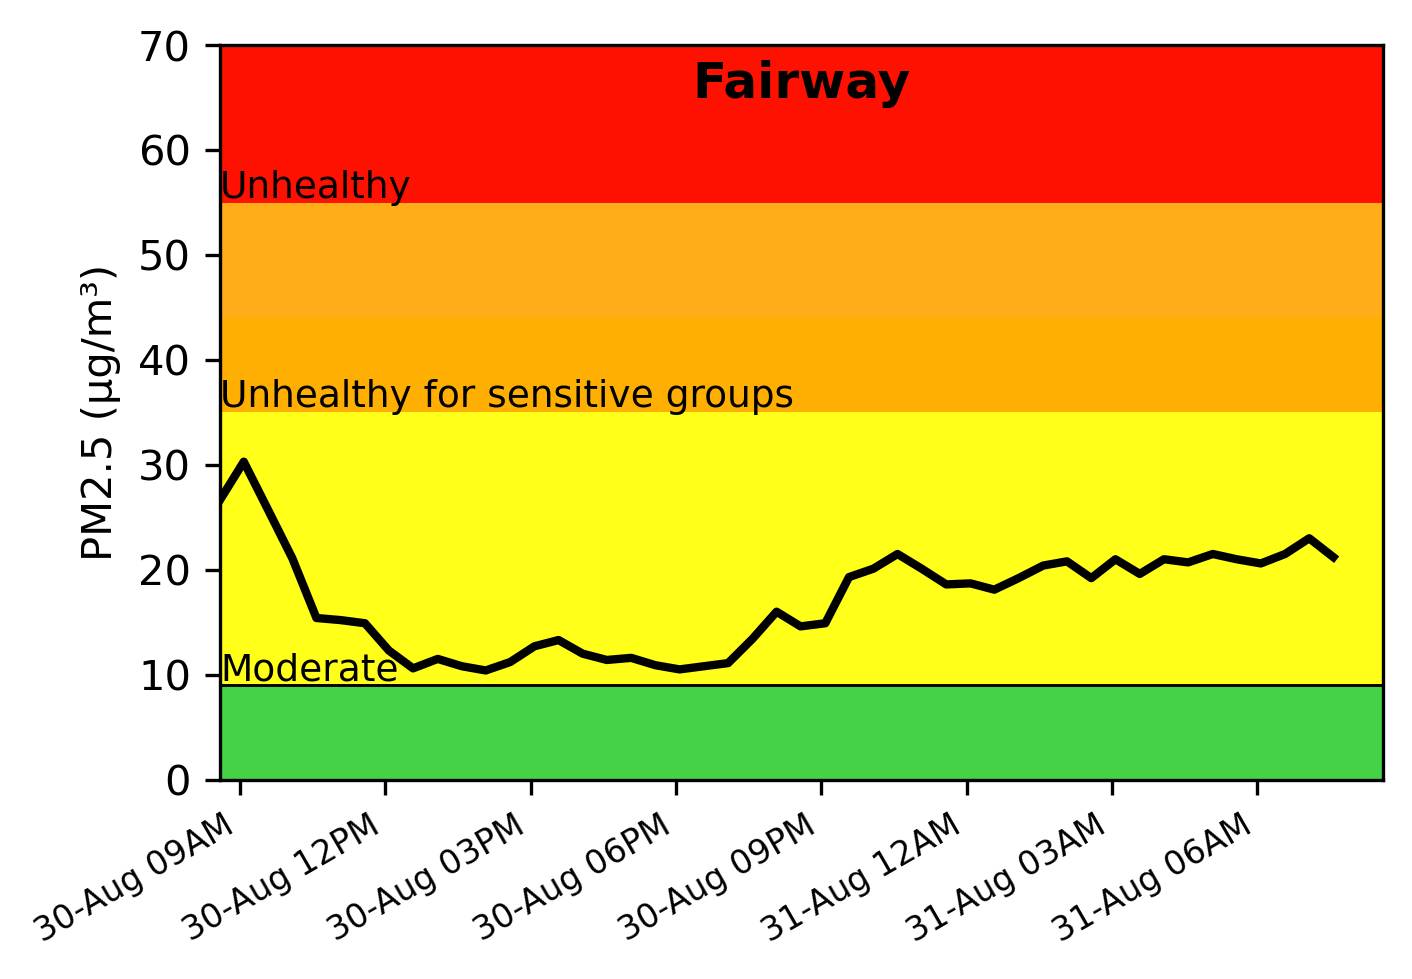 Fairway
70
60
50
40
30
20
10
0
PM2.5 (µg/m³)
Unhealthy
Unhealthy for sensitive groups
Moderate
30-Aug 09AM
30-Aug 12PM
30-Aug 03PM
30-Aug 06PM
30-Aug 09PM
31-Aug 12AM
31-Aug 03AM
31-Aug 06AM